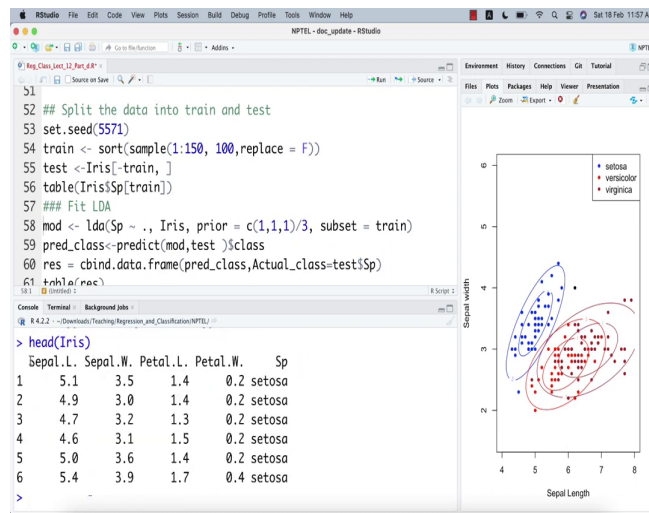 RStudio File Edit Code View Plots Session Build Debug Profile Tools Window Help
Sat 18 Feb 11:57 A
NPTEL - doc_update - RStudio
Go to file/function
Addins
NPTE
Reg_Class_Lect_12_Part_d.R*
Source on Save
Run
Source
51
52 ## Split the data into train and test
53 set.seed(5571)
54 train <- sort(sample(1:150, 100,replace = F))
55 test <-Iris[-train, ]
56 table(Iris$Sp[train])
57 ### Fit LDA
58 mod <- lda(Sp ~ ., Iris, prior = c(1,1,1)/3, subset = train)
59 pred_class<-predict(mod,test )$class
60 res = cbind.data.frame(pred_class,Actual_class=test$Sp)
61 table(res)
58:1 (Untitled) R Script
Console Terminal Background Jobs
R 4.2.2 · ~/Downloads/Teaching/Regression_and_Classification/NPTEL/
> head(Iris)
Sepal.L. Sepal.W. Petal.L. Petal.W. Sp
1 5.1 3.5 1.4 0.2 setosa
2 4.9 3.0 1.4 0.2 setosa
3 4.7 3.2 1.3 0.2 setosa
4 4.6 3.1 1.5 0.2 setosa
5 5.0 3.6 1.4 0.2 setosa
6 5.4 3.9 1.7 0.4 setosa
>
Environment History Connections Git Tutorial
Files Plots Packages Help Viewer Presentation
Zoom Export
setosa
versicolor
virginica
6
5
4
3
2
Sepal width
4 5 6 7 8
Sepal Length